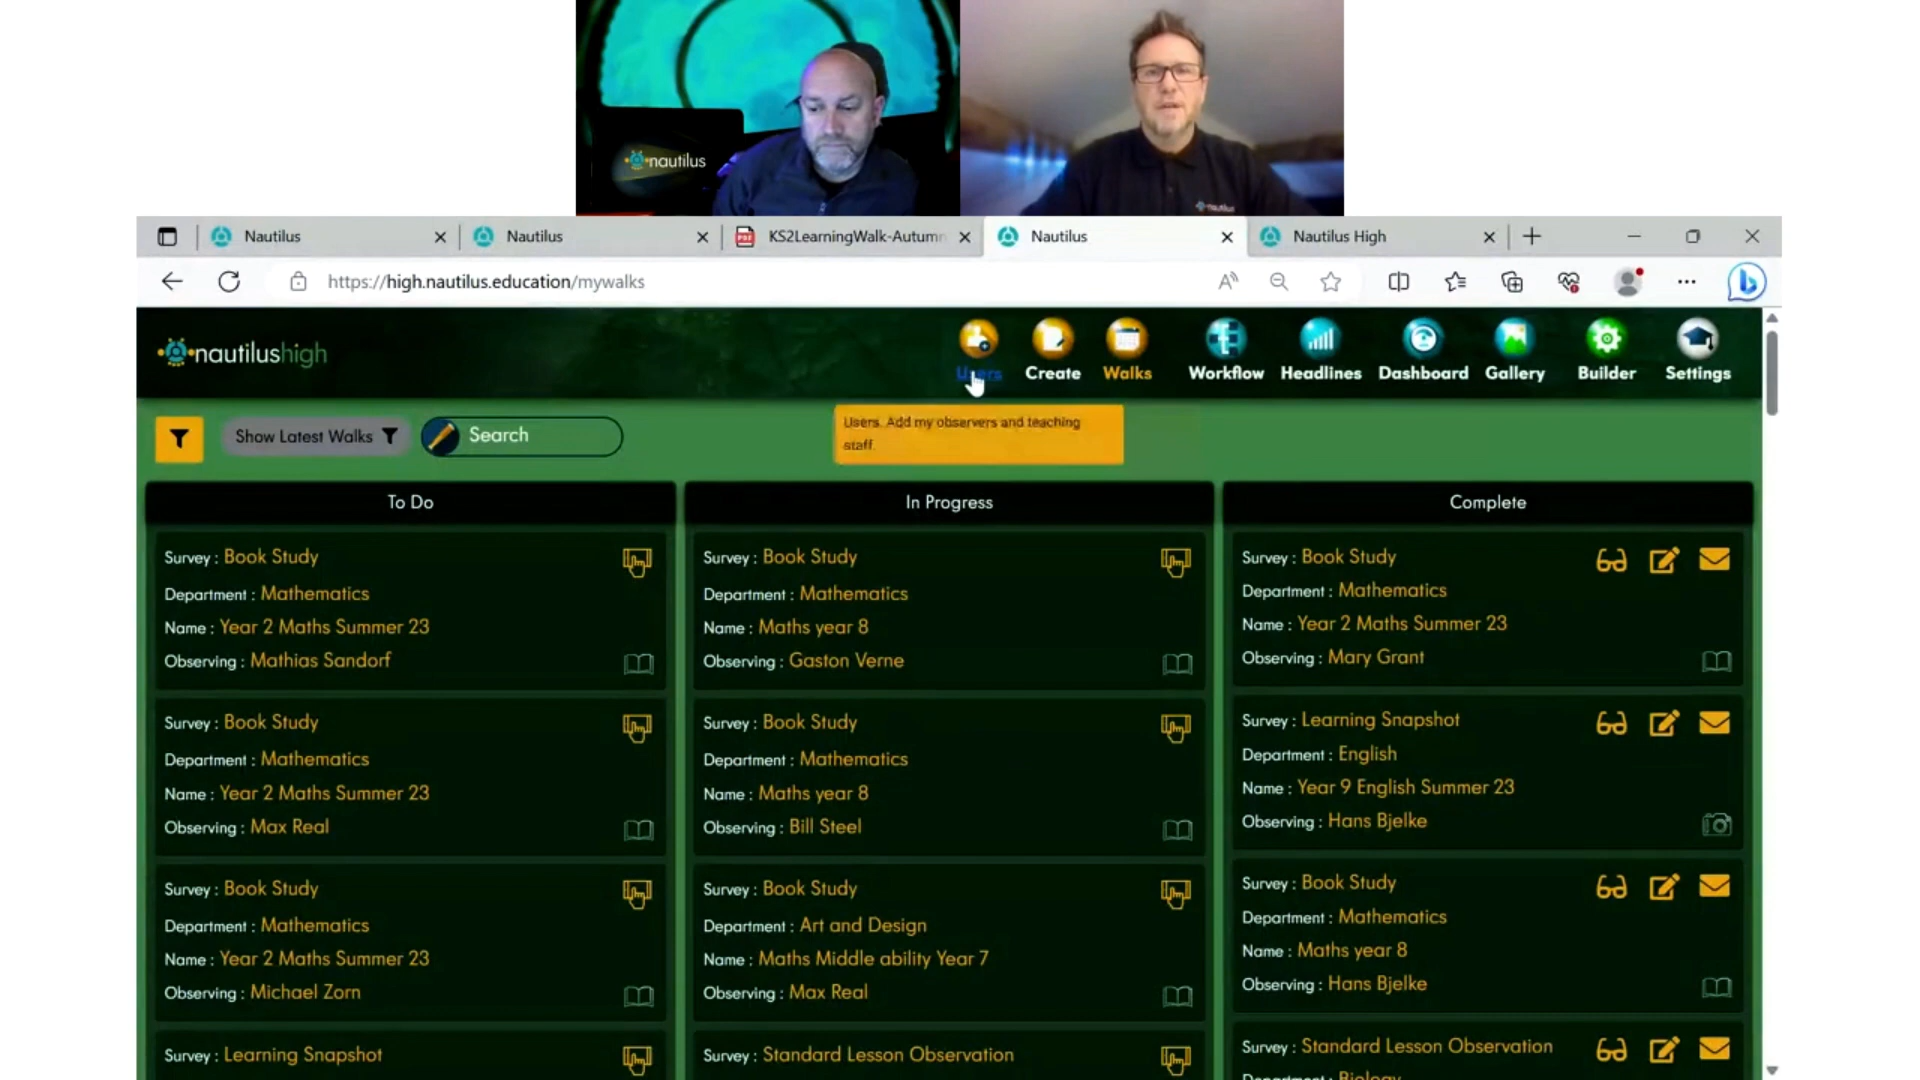 nautilus
nautilus
Nautilus
Nautilus
KS2LearningWalk-Autumn
Nautilus
Nautilus High
https://high.nautilus.education/mywalks
nautilushigh
Users
Create
Walks
Workflow
Headlines
Dashboard
Gallery
Builder
Settings
Show Latest Walks
Search
Users. Add my observers and teaching
staff.
To Do
Survey : Book Study
Department : Mathematics
Name : Year 2 Maths Summer 23
Observing : Mathias Sandorf
Survey : Book Study
Department : Mathematics
Name : Year 2 Maths Summer 23
Observing : Max Real
Survey : Book Study
Department : Mathematics
Name : Year 2 Maths Summer 23
Observing : Michael Zorn
Survey : Learning Snapshot
In Progress
Survey : Book Study
Department : Mathematics
Name : Maths year 8
Observing : Gaston Verne
Survey : Book Study
Department : Mathematics
Name : Maths year 8
Observing : Bill Steel
Survey : Book Study
Department : Art and Design
Name : Maths Middle ability Year 7
Observing : Max Real
Survey : Standard Lesson Observation
Complete
Survey : Book Study
Department : Mathematics
Name : Year 2 Maths Summer 23
Observing : Mary Grant
Survey : Learning Snapshot
Department : English
Name : Year 9 English Summer 23
Observing : Hans Bjelke
Survey : Book Study
Department : Mathematics
Name : Maths year 8
Observing : Hans Bjelke
Survey : Standard Lesson Observation
Department : Biology